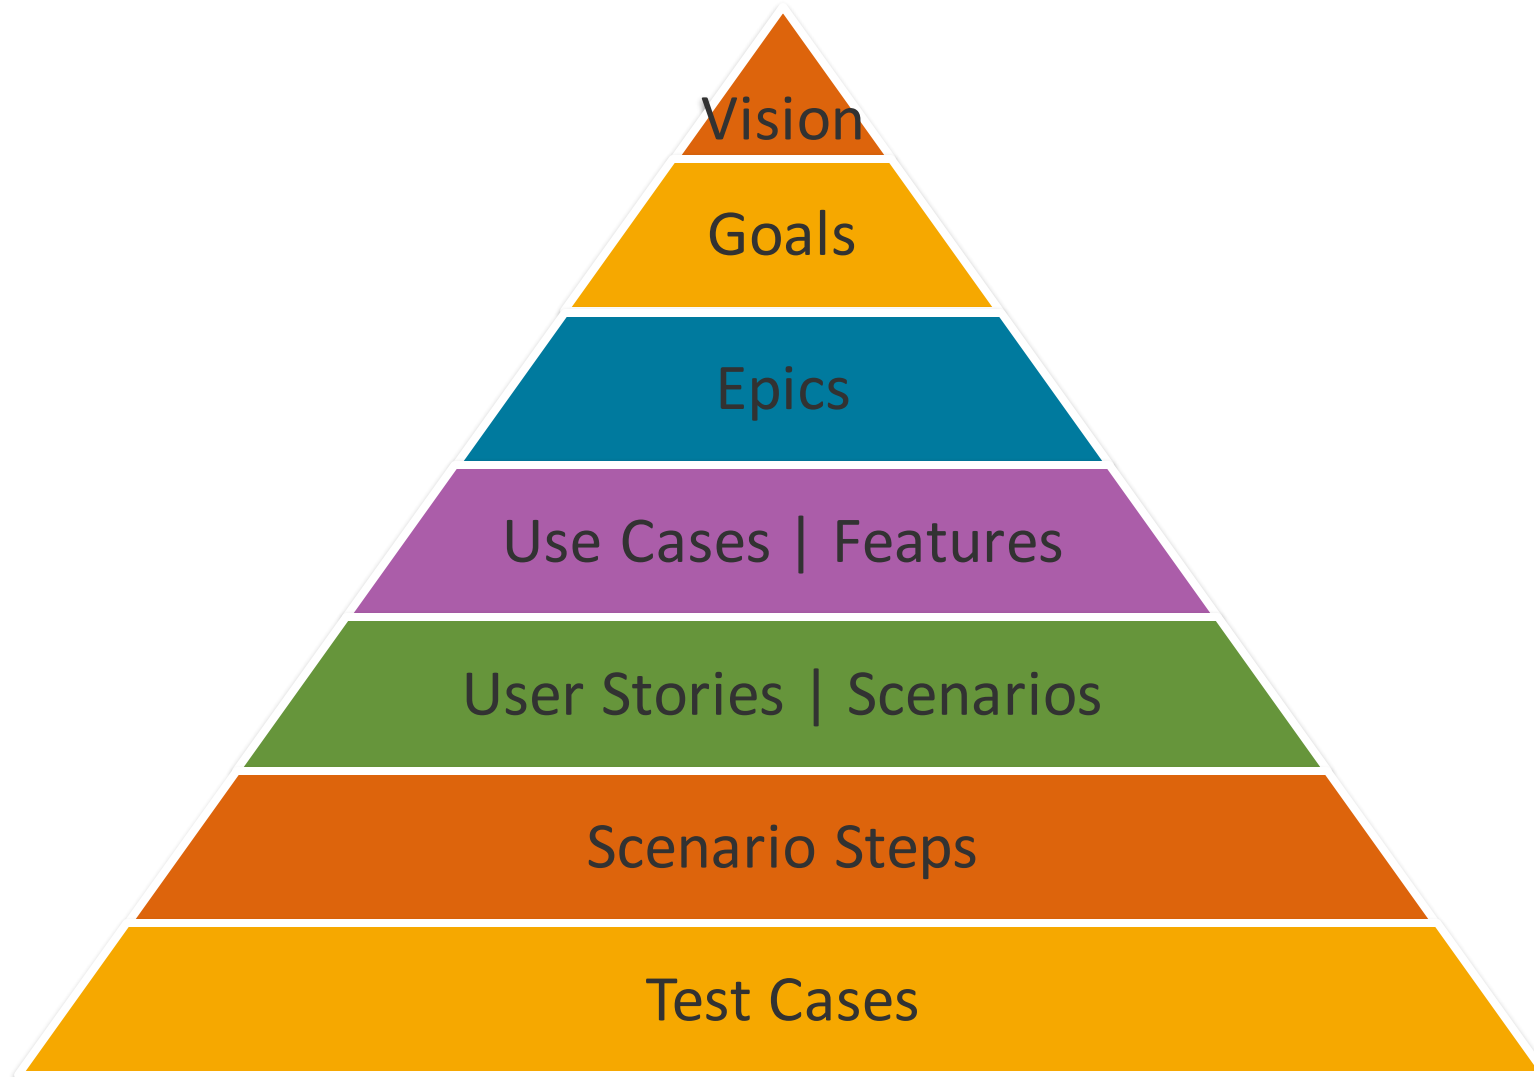 Vision
Goals
Epics
Use Cases | Features
User Stories | Scenarios
Scenario Steps
Test Cases